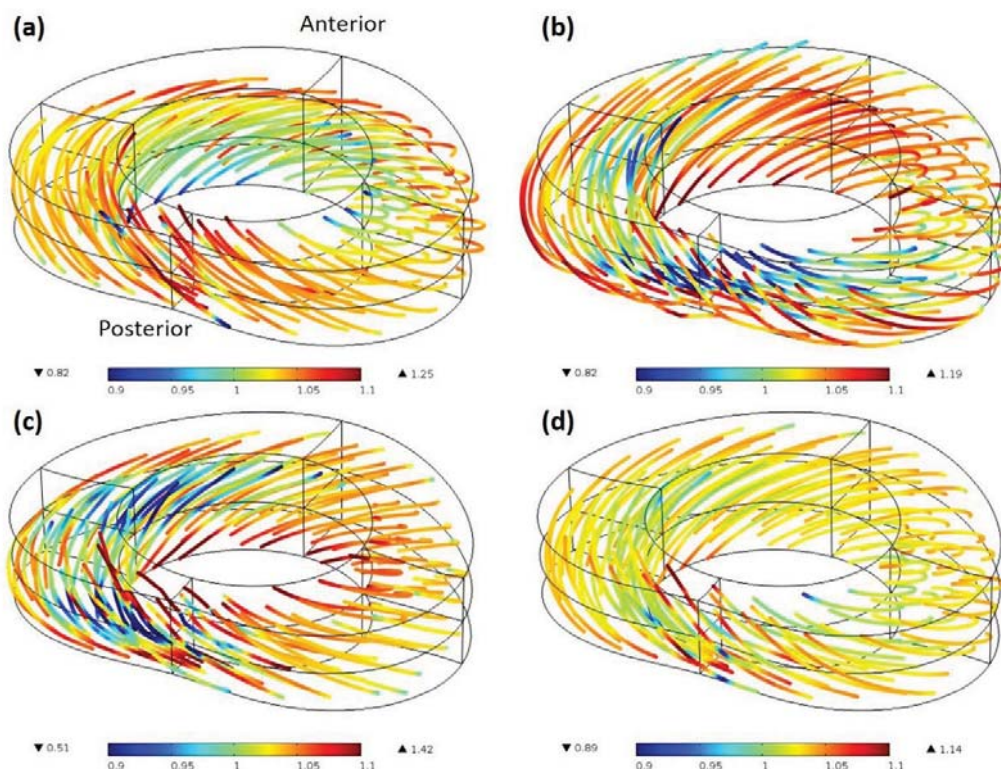 (a)
Anterior
(b)
Posterior
▼ 0.82
▲ 1.25
0.9 0.95 1 1.05 1.1
▼ 0.82
▲ 1.19
0.9 0.95 1 1.05 1.1
(c)
(d)
▼ 0.51
▲ 1.42
0.9 0.95 1 1.05 1.1
▼ 0.89
▲ 1.14
0.9 0.95 1 1.05 1.1